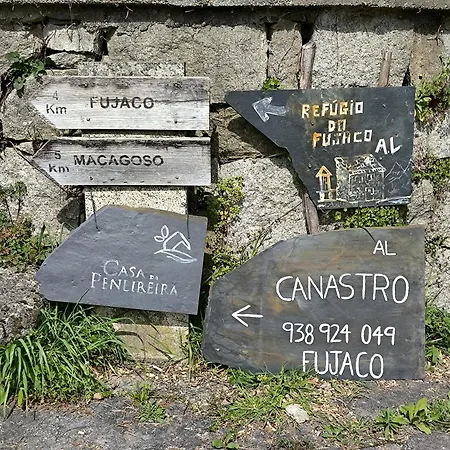 4
Km
FUJACO
5
Km
MACAGOSO
REFÚGIO
DO
FUJACO
AL
CASA DA
PENLIREIRA
AL
CANASTRO
938 924 049
FUJACO